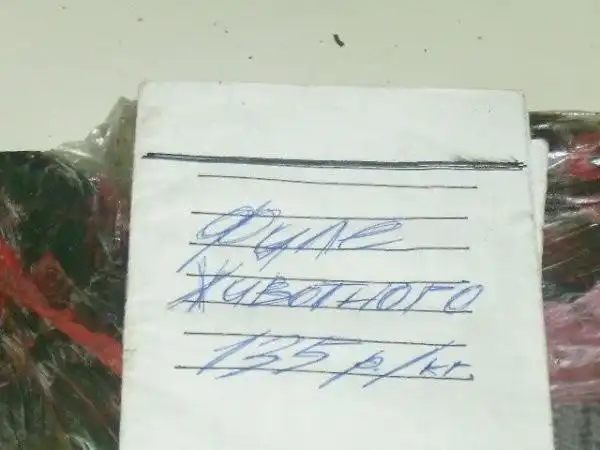 Филе
Животного
135 р/кг.